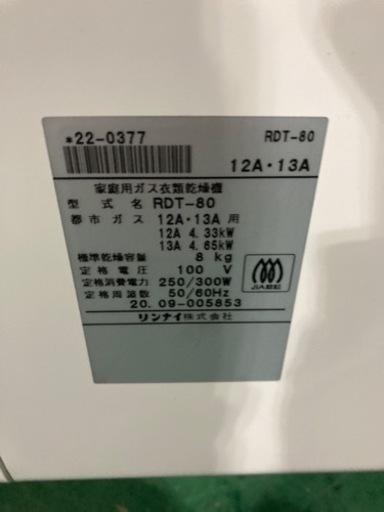 *22-0377
RDT-80
12A・13A
家庭用ガス衣類乾燥機
型式名 RDT-80
都市ガス 12A・13A 用
12A 4.33kW
13A 4.65kW
標準乾燥容量 8 kg
定格電圧 100 V
定格消費電力 250/300W
定格周波数 50/60Hz
20.09-005853
リンナイ株式会社